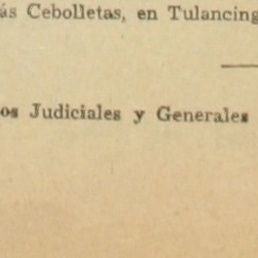 ás Cebolletas, en Tulancing
os Judiciales y Generales